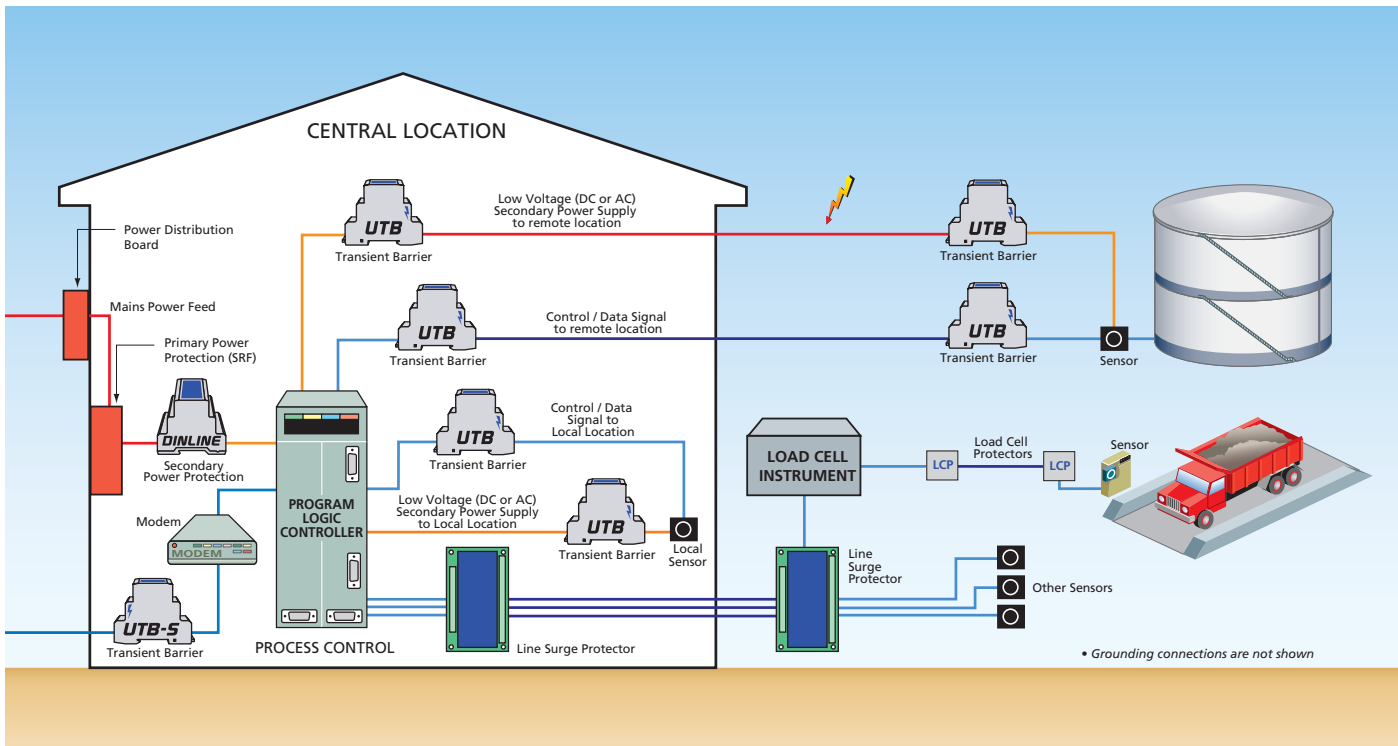 CENTRAL LOCATION
Power Distribution
Board
Mains Power Feed
Primary Power
Protection (SRF)
DINLINE
Secondary
Power Protection
Modem
MODEM
UTB-S
Transient Barrier
UTB
Transient Barrier
Low Voltage (DC or AC)
Secondary Power Supply
to remote location
UTB
Transient Barrier
UTB
Transient Barrier
Control / Data Signal
to remote location
UTB
Transient Barrier
Sensor
PROGRAM
LOGIC
CONTROLLER
PROCESS CONTROL
UTB
Transient Barrier
Control / Data
Signal to
Local Location
Low Voltage (DC or AC)
Secondary Power Supply
to Local Location
UTB
Transient Barrier
Local
Sensor
Line Surge Protector
LOAD CELL
INSTRUMENT
LCP
Load Cell
Protectors
LCP
Sensor
Line
Surge
Protector
Other Sensors
• Grounding connections are not shown